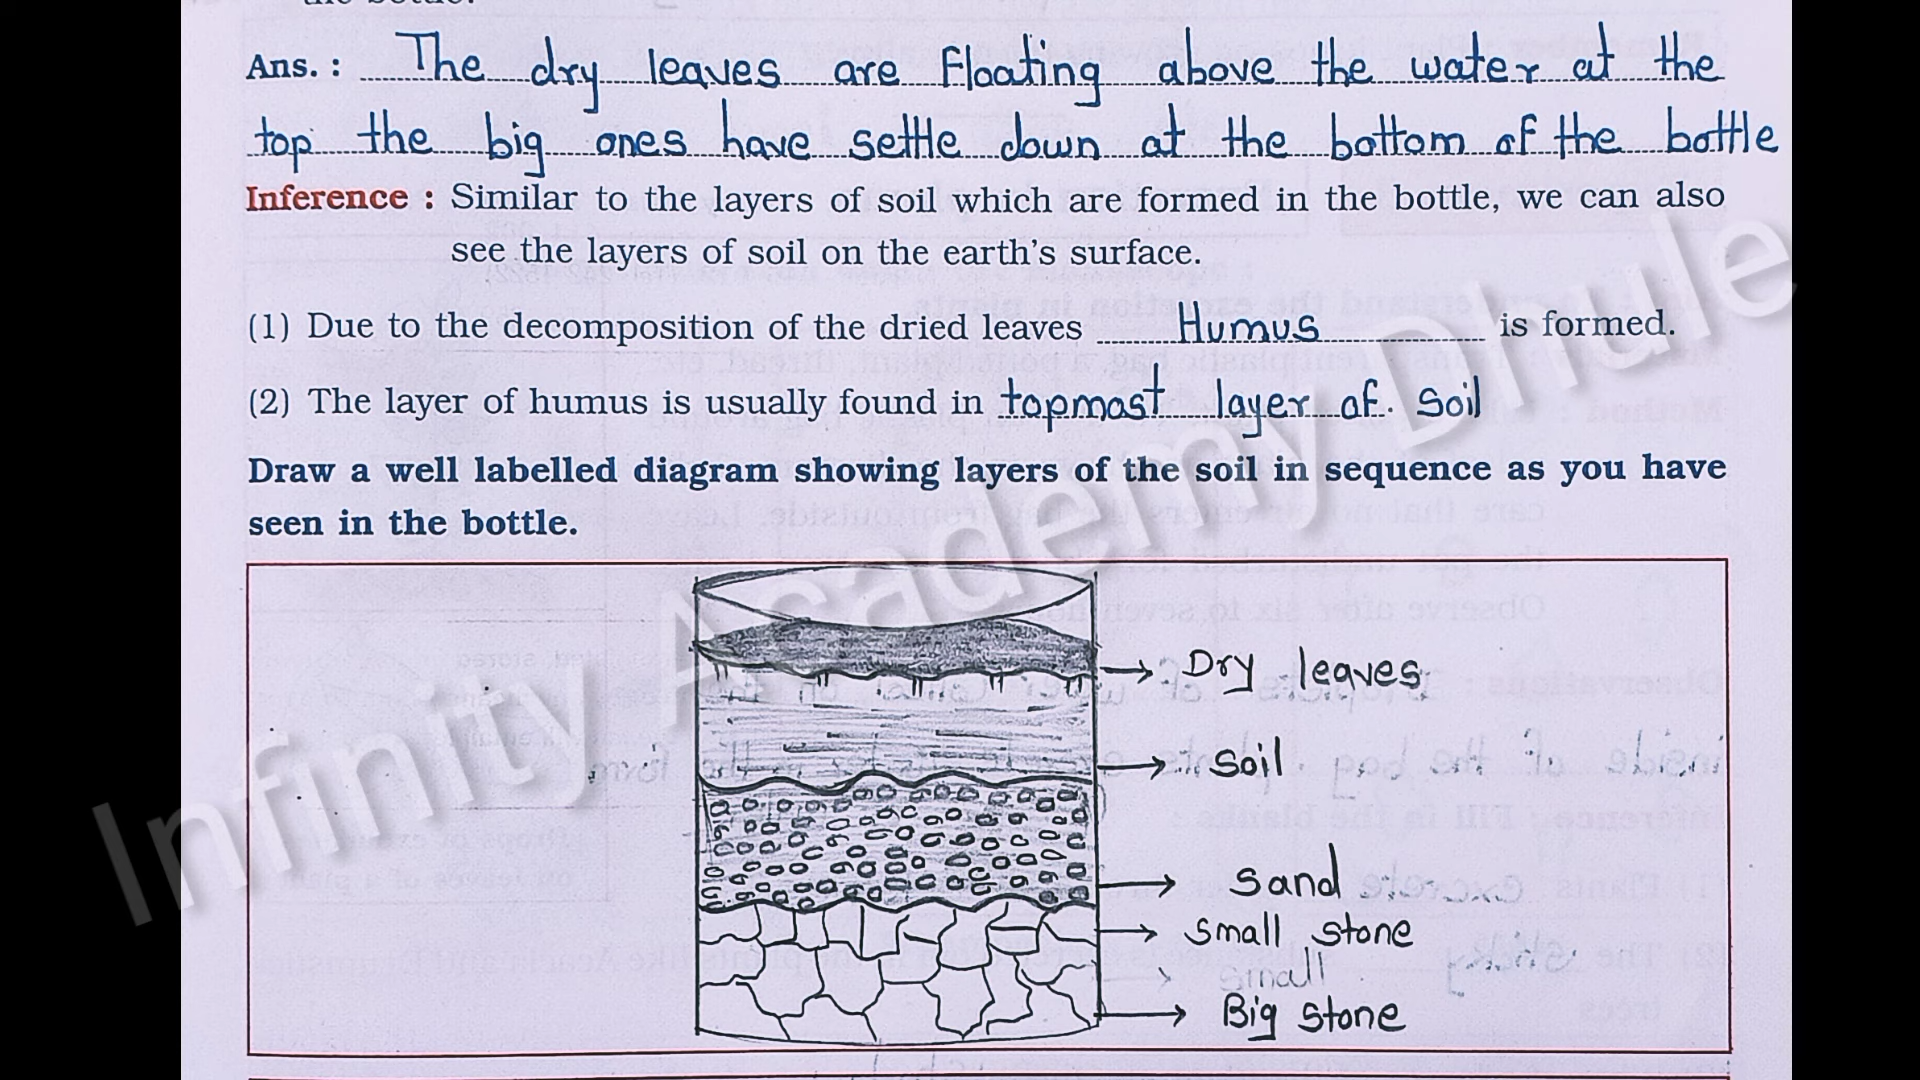 the bottle.
Ans. : The dry leaves are floating above the water at the
top the big ones have settle down at the bottom of the bottle
Inference : Similar to the layers of soil which are formed in the bottle, we can also
see the layers of soil on the earth's surface.
(1) Due to the decomposition of the dried leaves Humus is formed.
(2) The layer of humus is usually found in topmost layer of soil
Draw a well labelled diagram showing layers of the soil in sequence as you have
seen in the bottle.
Dry leaves
Soil
Sand
Small stone
Small
Big stone
Infinity Academy Dhule